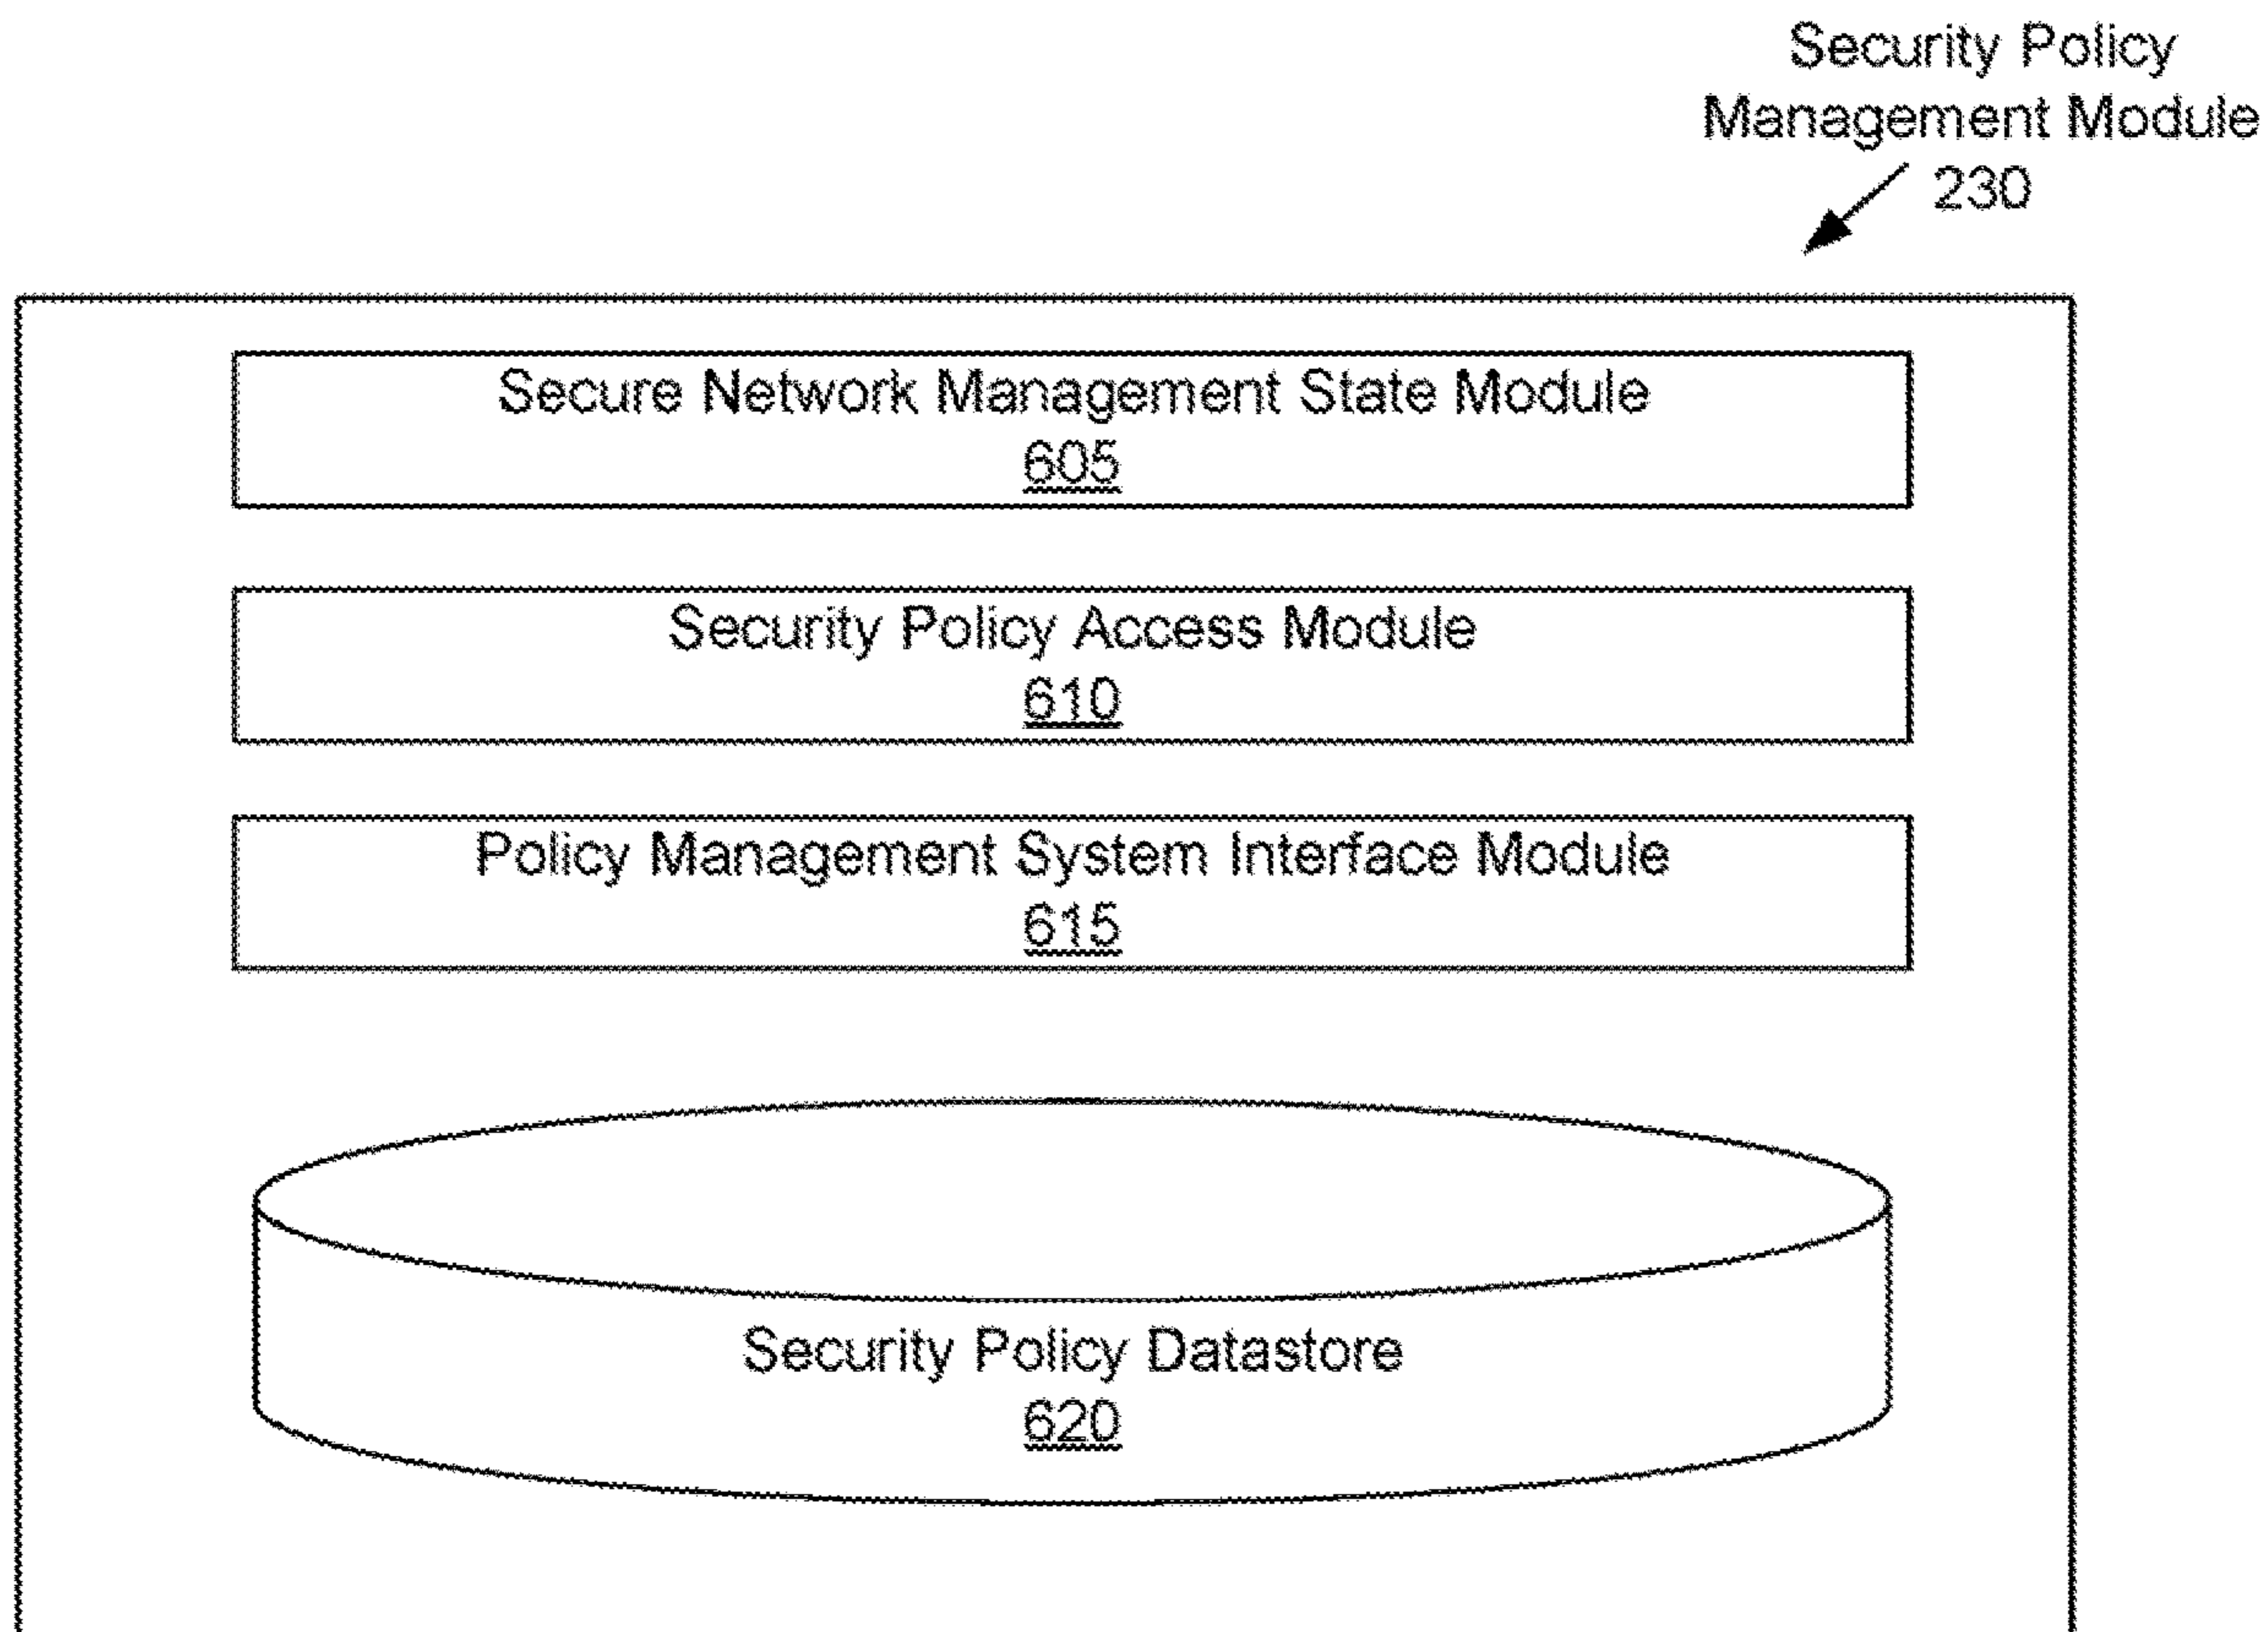 Security Policy
Management Module
230
Secure Network Management State Module
605
Security Policy Access Module
610
Policy Management System Interface Module
615
Security Policy Datastore
620